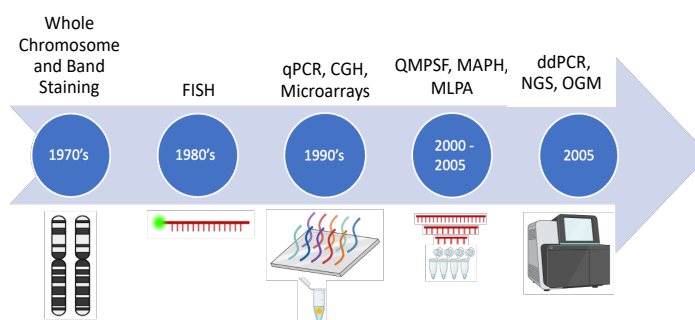 Whole
Chromosome
and Band
Staining
FISH
qPCR, CGH,
Microarrays
QMPSF, MAPH,
MLPA
ddPCR,
NGS, OGM
1970's
1980's
1990's
2000 -
2005
2005